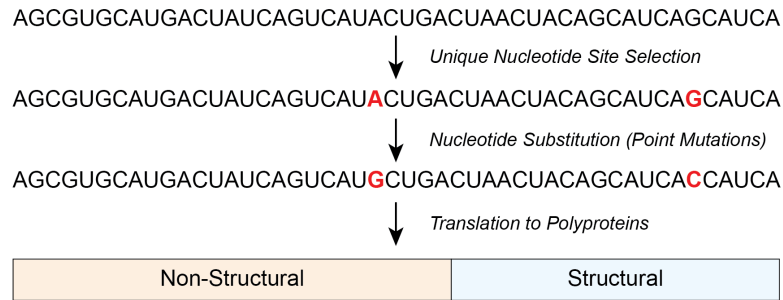 AGCGUGCAUGACUAUCAGUCAUACUGACUAACUACAGCAUCAGCAUCA
Unique Nucleotide Site Selection
AGCGUGCAUGACUAUCAGUCAUACUGACUAACUACAGCAUCAGCAUCA
Nucleotide Substitution (Point Mutations)
AGCGUGCAUGACUAUCAGUCAUGCUGACUAACUACAGCAUCACCAUCA
Translation to Polyproteins
Non-Structural Structural